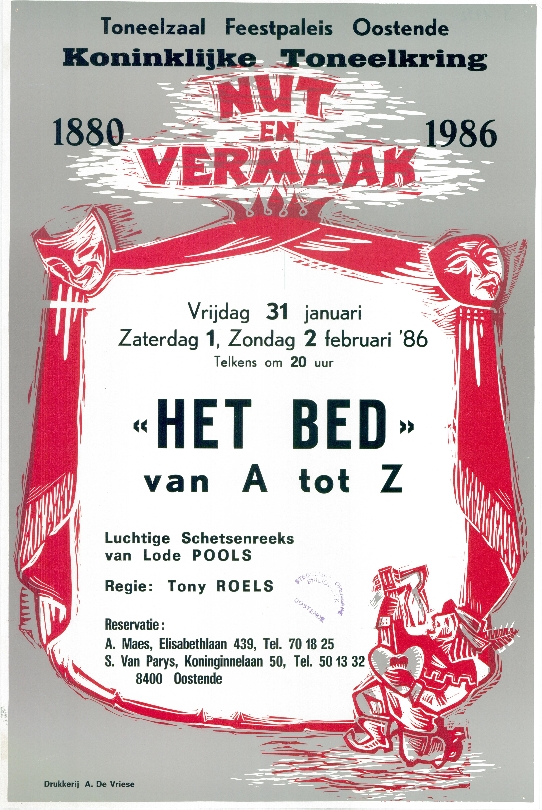 Toneelzaal Feestpaleis Oostende
Koninklijke Toneelkring
NUT
EN
VERMAAK
1880 1986
Vrijdag 31 januari
Zaterdag 1, Zondag 2 februari '86
Telkens om 20 uur
« HET BED »
van A tot Z
Luchtige Schetsenreeks
van Lode POOLS
Regie: Tony ROELS
OOSTENDE
Reservatie:
A. Maes, Elisabethlaan 439, Tel. 70 18 25
S. Van Parys, Koninginnelaan 50, Tel. 50 13 32
8400 Oostende
Drukkerij A. De Vriese